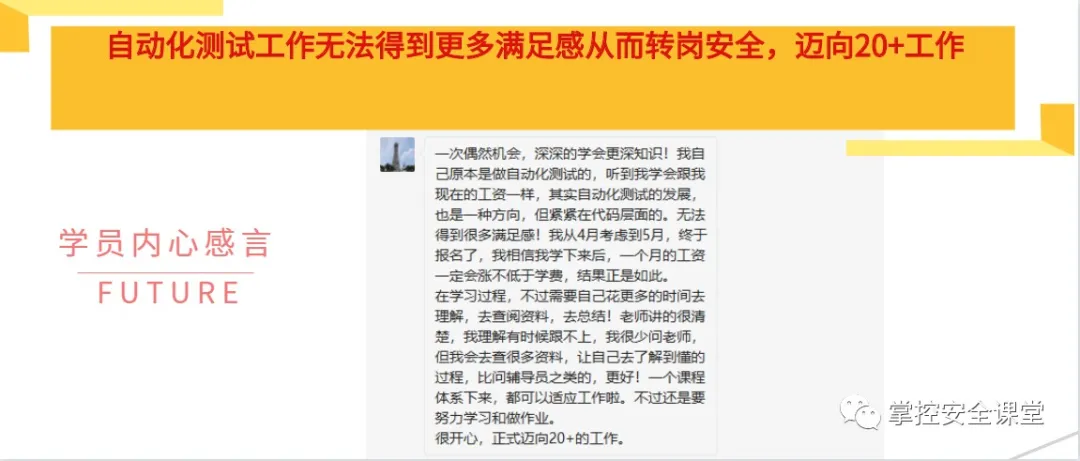 自动化测试工作无法得到更多满足感从而转岗安全，迈向20+工作
学员内心感言
FUTURE
一次偶然机会，深深的学会更深知识！我自
己原本是做自动化测试的，听到我学会跟我
现在的工资一样，其实自动化测试的发展，
也是一种方向，但紧紧在代码层面的。无法
得到很多满足感！我从4月考虑到5月，终于
报名了，我相信我学下来后，一个月的工资
一定会涨不低于学费，结果正是如此。
在学习过程，不过需要自己花更多的时间去
理解，去查阅资料，去总结！老师讲的很清
楚，我理解有时候跟不上，我很少问老师，
但我会去查很多资料，让自己去了解到懂的
过程，比问辅导员之类的，更好！一个课程
体系下来，都可以适应工作啦。不过还是要
努力学习和做作业。
很开心，正式迈向20+的工作。
掌控安全课堂